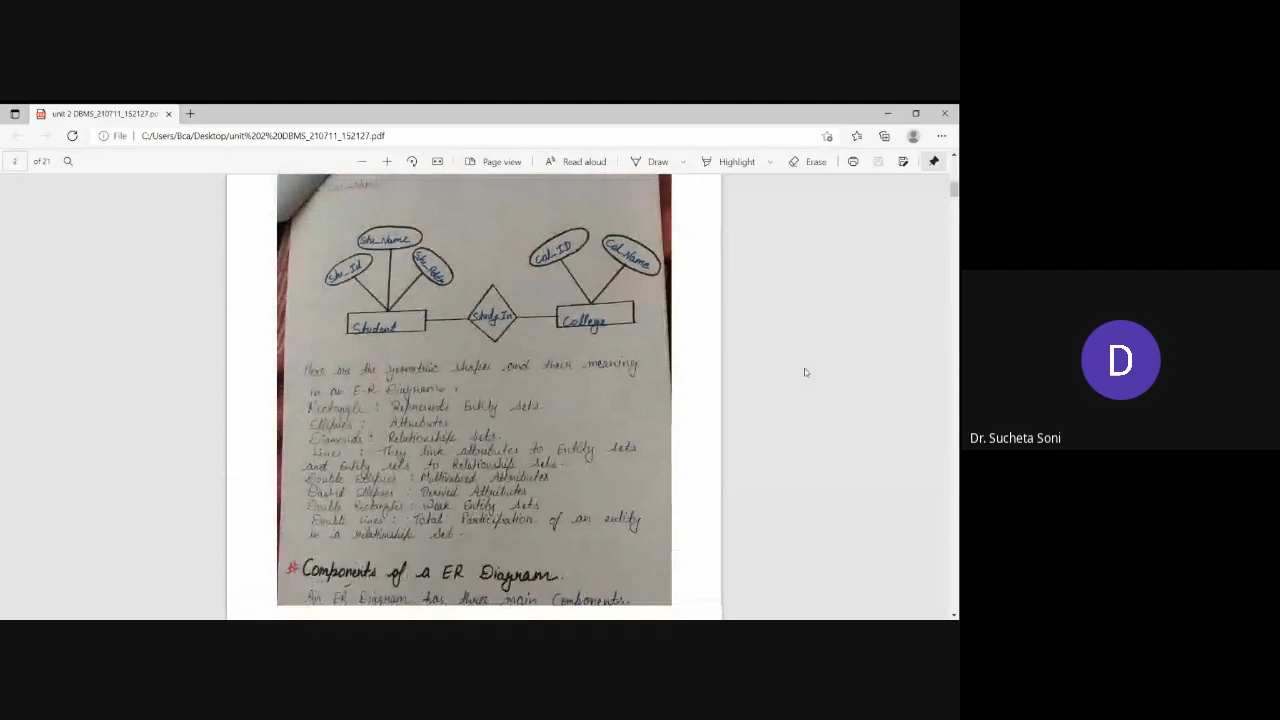 unit 2 DBMS_210711_152127.pd
File
C:/Users/Bca/Desktop/unit%202%20DBMS_210711_152127.pdf
2 of 21
Page view
Read aloud
Draw
Highlight
Erase
Col_Name
Stu_Name
Stu_Id
Stu_Addr
Col_ID
Col_Name
Student
Study In
College
Here are the geometric shapes and their meaning
in an E-R Diagram :
Rectangle : Represents Entity sets.
Ellipses : Attributes
Diamonds : Relationship sets.
Lines : They link attributes to Entity sets
and Entity sets to Relationship Sets.
Double Ellipses : Multivalued Attributes
Dashed Ellipses : Derived Attributes
Double Rectangles : Weak Entity Sets
Double Lines : Total Participation of an entity
in a relationship set.
# Components of a ER Diagram.
An ER Diagram has three main Components.
D
Dr. Sucheta Soni